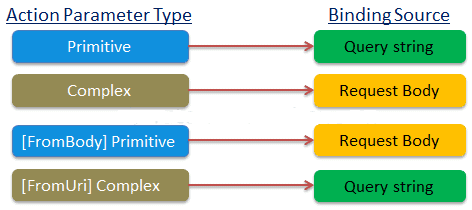 Action Parameter Type Binding Source
Primitive Query string
Complex Request Body
[FromBody] Primitive Request Body
[FromUri] Complex Query string